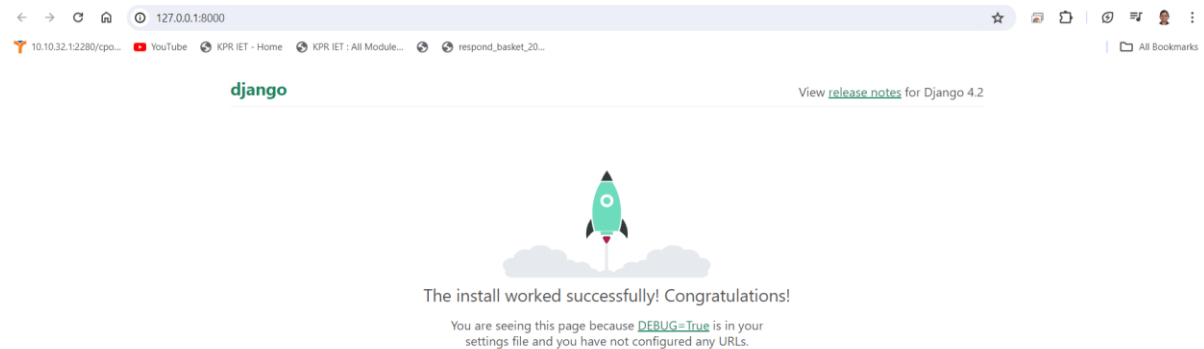 127.0.0.1:8000
10.10.32.1:2280/cpo... YouTube KPR IET - Home KPR IET : All Module... respond_basket_20... All Bookmarks
django View release notes for Django 4.2
The install worked successfully! Congratulations!
You are seeing this page because DEBUG=True is in your
settings file and you have not configured any URLs.